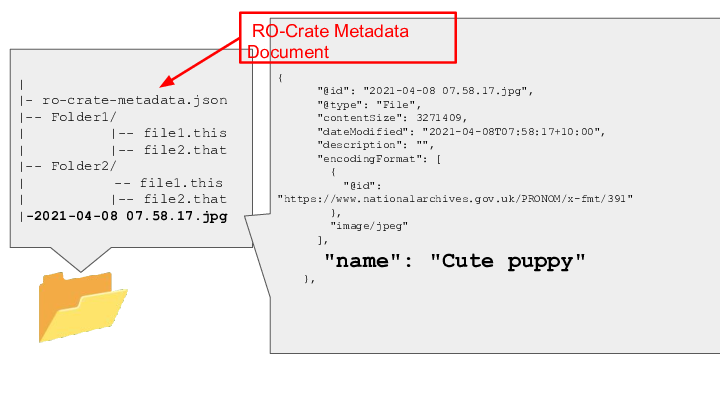 RO-Crate Metadata
Document
|
|- ro-crate-metadata.json
|-- Folder1/
|          |-- file1.this
|          |-- file2.that
|-- Folder2/
|          -- file1.this
|          |-- file2.that
|-2021-04-08 07.58.17.jpg
{
"@id": "2021-04-08 07.58.17.jpg",
"@type": "File",
"contentSize": 3271409,
"dateModified": "2021-04-08T07:58:17+10:00",
"description": "",
"encodingFormat": [
{
"@id":
"https://www.nationalarchives.gov.uk/PRONOM/x-fmt/391"
},
"image/jpeg"
],
"name": "Cute puppy"
},